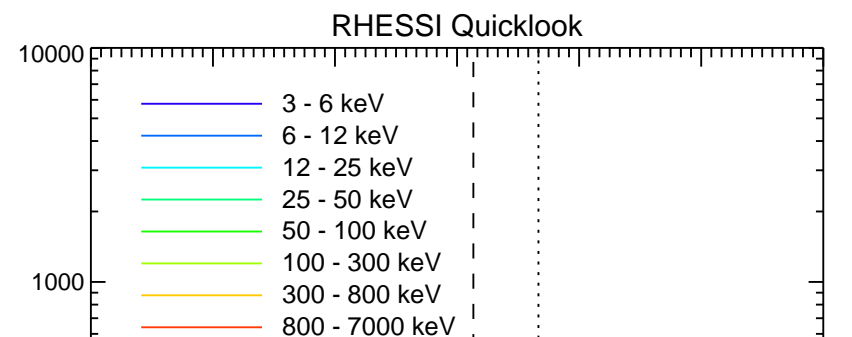 RHESSI Quicklook
10000
3 - 6 keV
6 - 12 keV
12 - 25 keV
25 - 50 keV
50 - 100 keV
100 - 300 keV
1000
300 - 800 keV
800 - 7000 keV